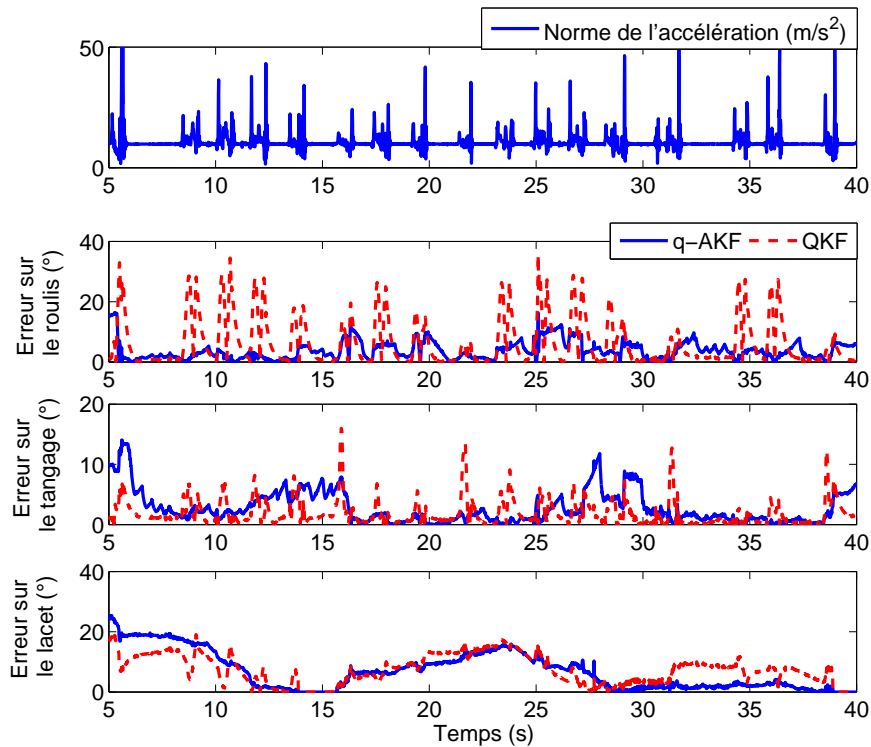 Norme de l'accélération (m/s²)
50
0
5 10 15 20 25 30 35 40
q−AKF QKF
Erreur sur
le roulis (°)
40
20
0
5 10 15 20 25 30 35 40
Erreur sur
le tangage (°)
20
10
0
5 10 15 20 25 30 35 40
Erreur sur
le lacet (°)
40
20
0
5 10 15 20 25 30 35 40
Temps (s)